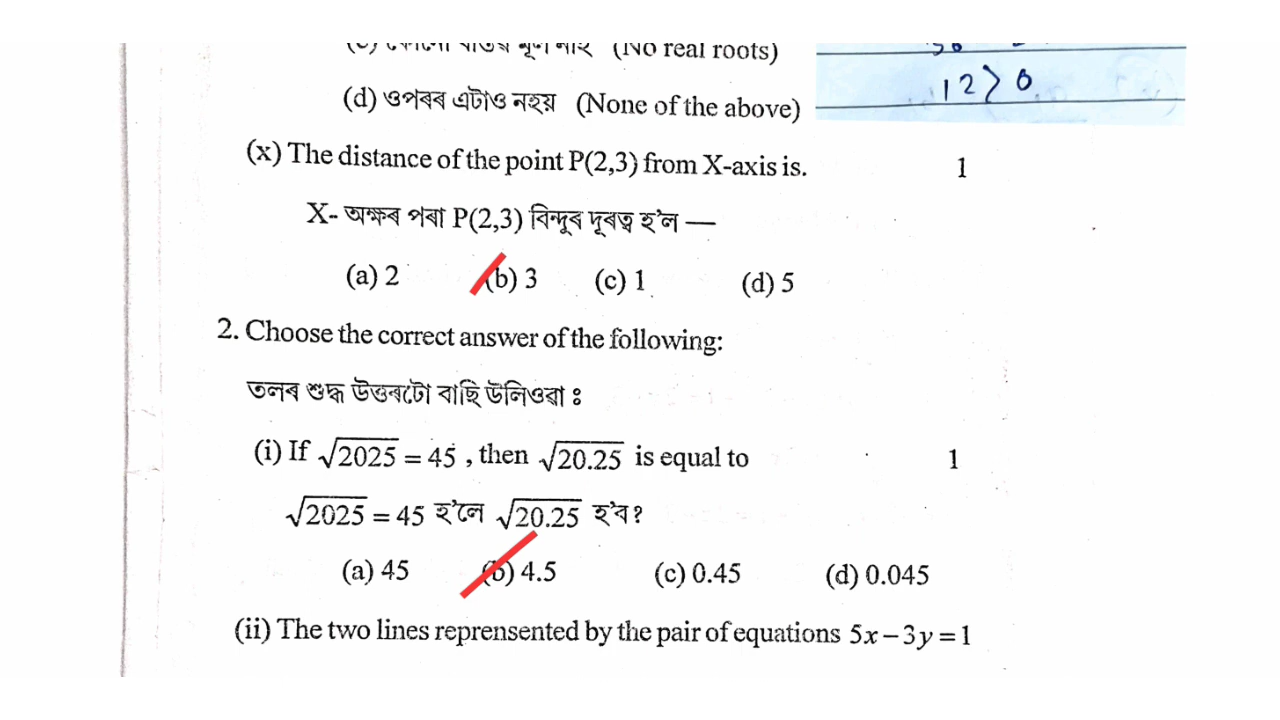 (No real roots)
(d) ওপৰৰ এটাও নহয় (None of the above)
12 > 0
(x) The distance of the point P(2,3) from X-axis is. 1
X- অক্ষৰ পৰা P(2,3) বিন্দুৰ দূৰত্ব হ'ল —
(a) 2 (b) 3 (c) 1 (d) 5
2. Choose the correct answer of the following:
তলৰ শুদ্ধ উত্তৰটো বাছি উলিওৱা ঃ
(i) If √2025 = 45 , then √20.25 is equal to 1
√2025 = 45 হ'লে √20.25 হ'ব?
(a) 45 (b) 4.5 (c) 0.45 (d) 0.045
(ii) The two lines reprensented by the pair of equations 5x – 3y = 1